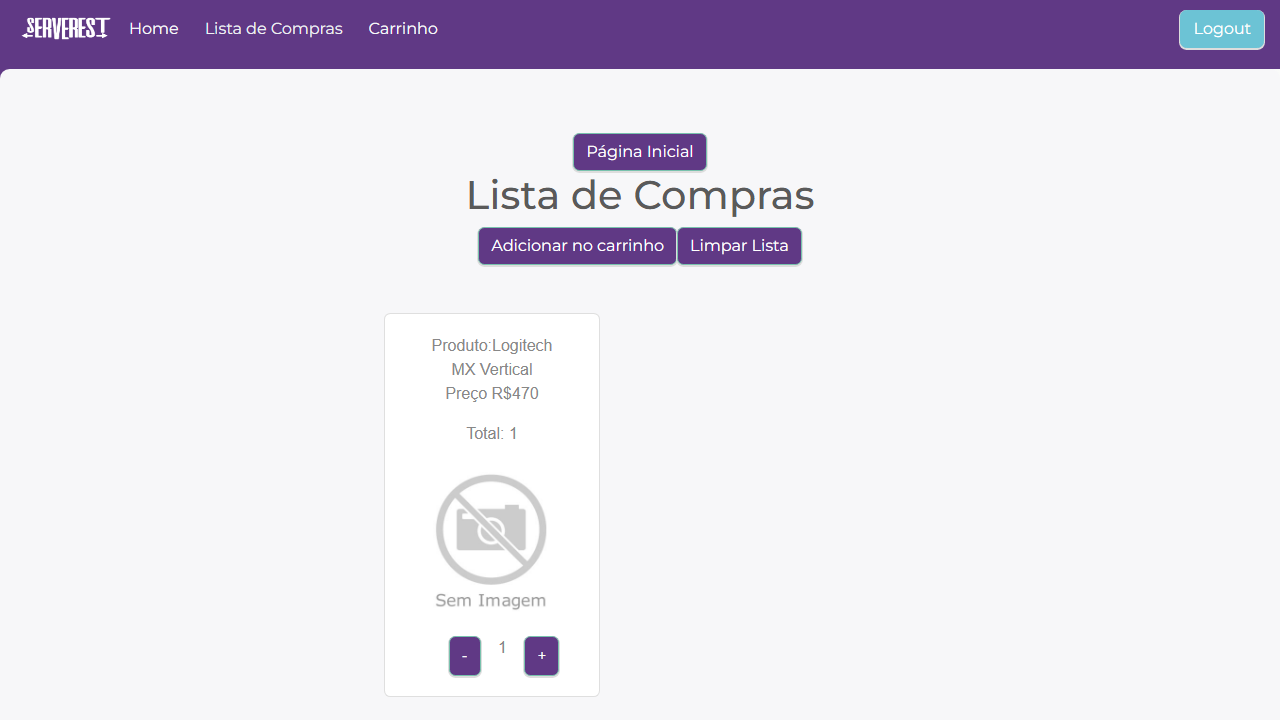 SERVEREST Home Lista de Compras Carrinho Logout
Página Inicial
Lista de Compras
Adicionar no carrinho Limpar Lista
Produto:Logitech
MX Vertical
Preço R$470
Total: 1
Sem Imagem
- 1 +